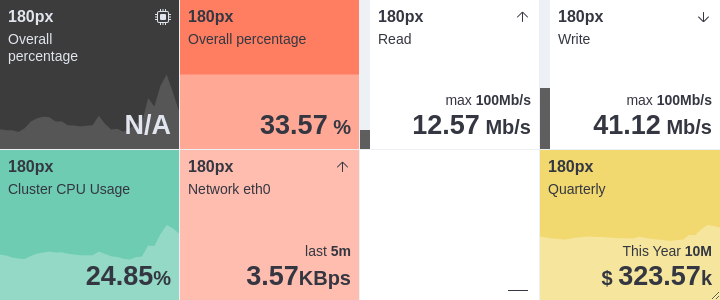 180px
Overall
percentage
N/A
180px
Overall percentage
33.57 %
180px
Read
max 100Mb/s
12.57 Mb/s
180px
Write
max 100Mb/s
41.12 Mb/s
180px
Cluster CPU Usage
24.85%
180px
Network eth0
last 5m
3.57KBps
180px
Quarterly
This Year 10M
$ 323.57k